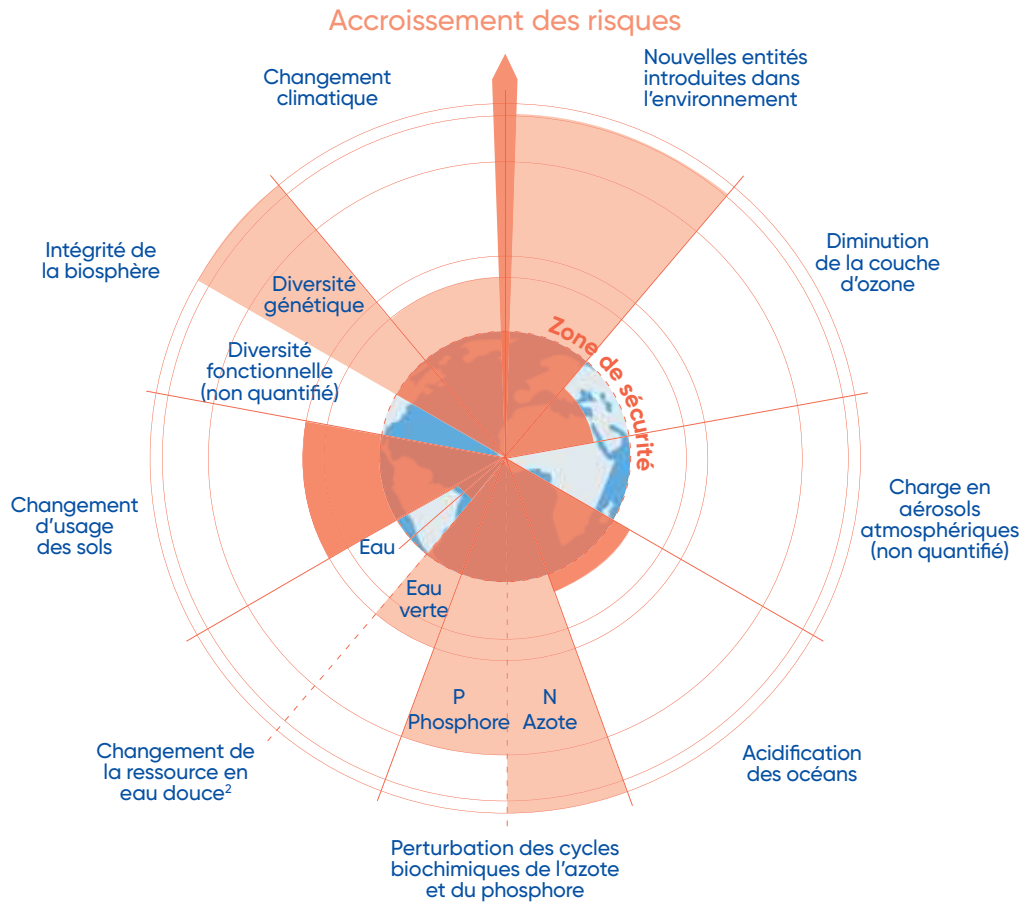 Accroissement des risques
Changement
climatique
Nouvelles entités
introduites dans
l'environnement
Intégrité de
la biosphère
Diversité
génétique
Diminution
de la couche
d'ozone
Zone de sécurité
Diversité
fonctionnelle
(non quantifié)
Changement
d'usage
des sols
Charge en
aérosols
atmosphériques
(non quantifié)
Eau
Eau
verte
P
Phosphore
N
Azote
Changement de
la ressource en
eau douce²
Acidification
des océans
Perturbation des cycles
biochimiques de l'azote
et du phosphore